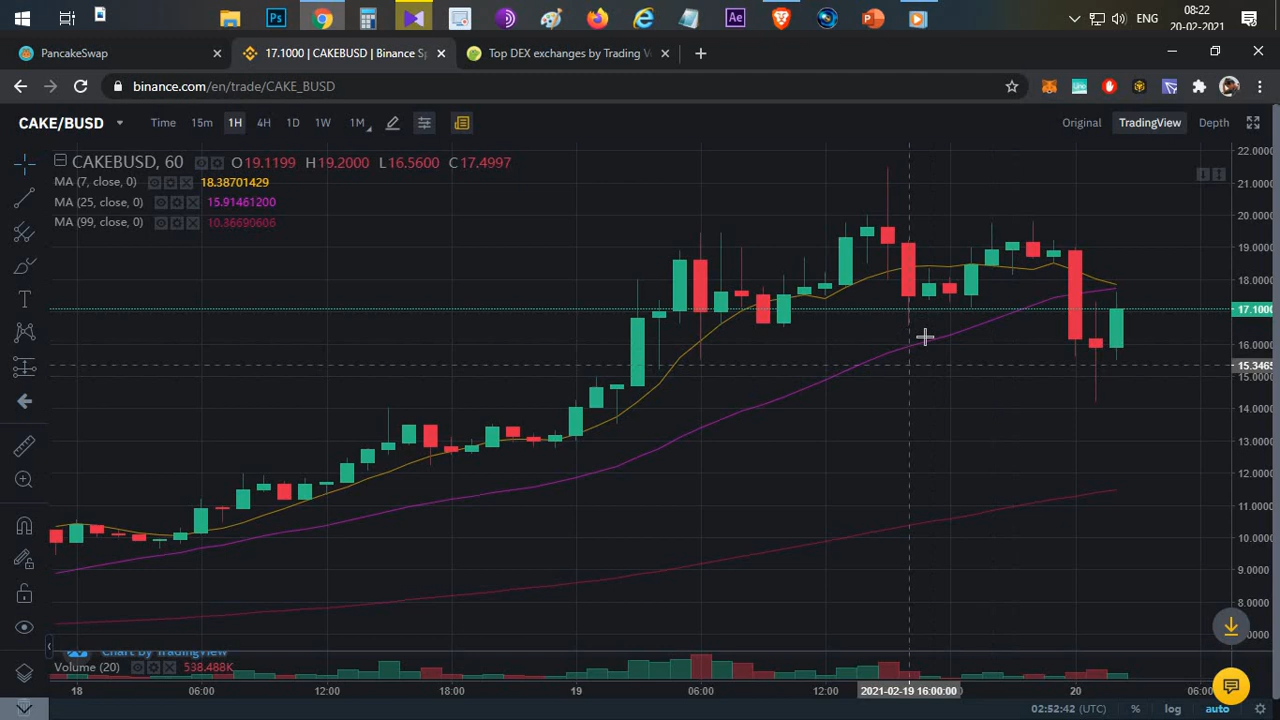 08:22
ENG
20-02-2021
PancakeSwap
17.1000 | CAKEBUSD | Binance Sp
Top DEX exchanges by Trading V
binance.com/en/trade/CAKE_BUSD
CAKE/BUSD Time 15m 1H 4H 1D 1W 1M Original TradingView Depth
CAKEBUSD, 60 O19.1199 H19.2000 L16.5600 C17.4997
MA (7, close, 0) 18.38701429
MA (25, close, 0) 15.91461200
MA (99, close, 0) 10.36690606
22.0000
21.0000
20.0000
19.0000
18.0000
17.1000
16.0000
15.3465
15.0000
14.0000
13.0000
12.0000
11.0000
10.0000
9.0000
8.0000
Chart by TradingView
Volume (20) 538.488K
18 06:00 12:00 18:00 19 06:00 12:00 2021-02-19 16:00:00 20 06:00
02:52:42 (UTC) % log auto